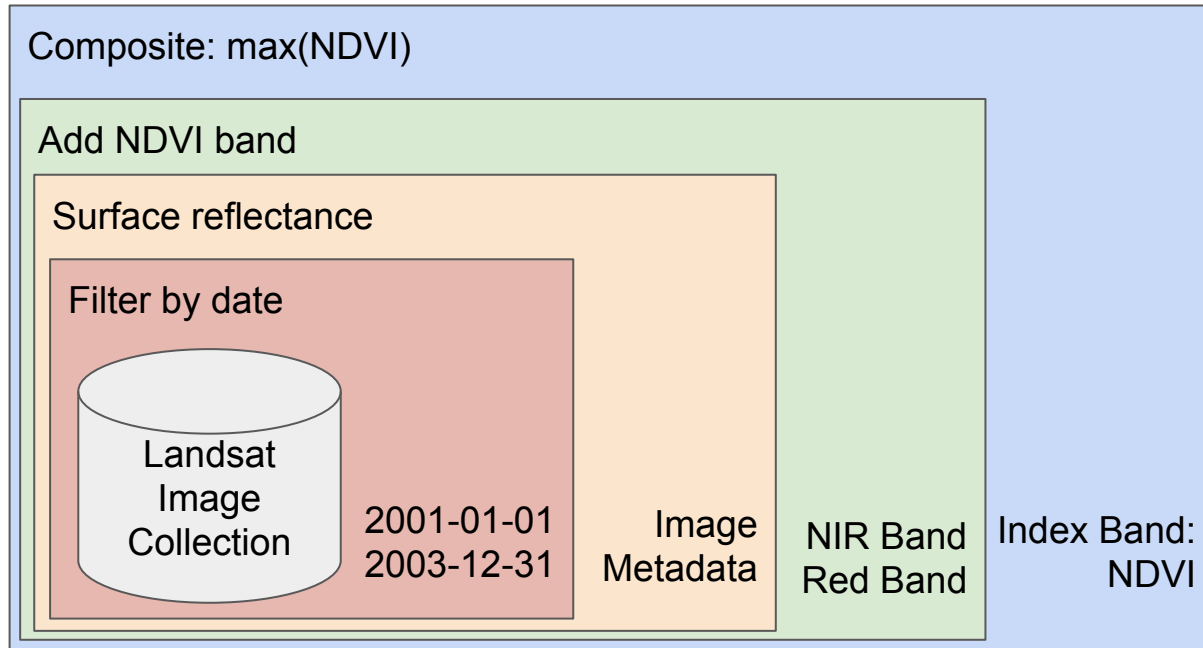 Composite: max(NDVI)
Add NDVI band
Surface reflectance
Filter by date
Landsat
Image
Collection
2001-01-01
2003-12-31
Image
Metadata
NIR Band
Red Band
Index Band:
NDVI